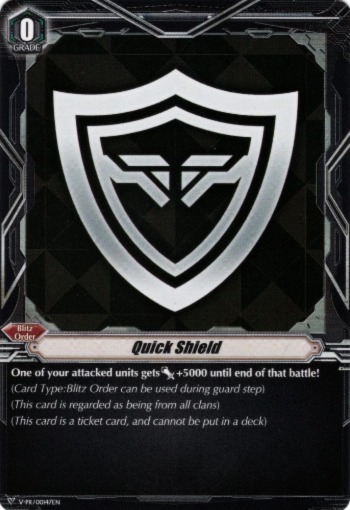 0
GRADE
Blitz
Order
Quick Shield
One of your attacked units gets +5000 until end of that battle!
(Card Type:Blitz Order can be used during guard step)
(This card is regarded as being from all clans)
(This card is a ticket card, and cannot be put in a deck)
V-PR/00147EN